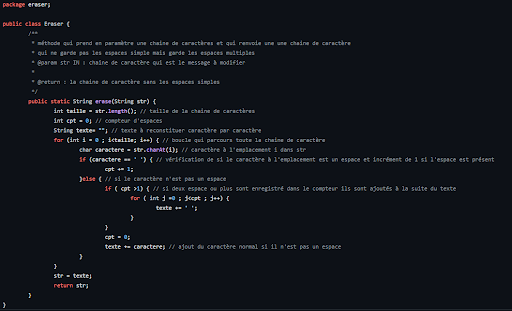 package eraser;
public class Eraser {
/**
* méthode qui prend en paramètre une chaine de caractères et qui renvoie une une chaine de caractère
* qui ne garde pas les espaces simple mais garde les espaces multiples
* @param str IN : chaine de caractère qui est le message à modifier
*
* @return : la chaine de caractère sans les espaces simples
*/
public static String erase(String str) {
int taille = str.length(); // taille de la chaine de caractères
int cpt = 0; // compteur d'espaces
String texte= ""; // texte à reconstituer caractère par caractère
for (int i = 0 ; i<taille; i++) { // boucle qui parcours toute la chaine de caractère
char caractere = str.charAt(i); // caractère à l'emplacement i dans str
if (caractere == ' ') { // vérification de si le caractère à l'emplacement est un espace et incrément de 1 si l'espace est présent
cpt += 1;
}else { // si le caractère n'est pas un espace
if ( cpt >1) { // si deux espace ou plus sont enregistré dans le compteur ils sont ajoutés à la suite du texte
for ( int j =0 ; j<cpt ; j++) {
texte += ' ';
}
}
cpt = 0;
texte += caractere; // ajout du caractère normal si il n'est pas un espace
}
}
str = texte;
return str;
}
}